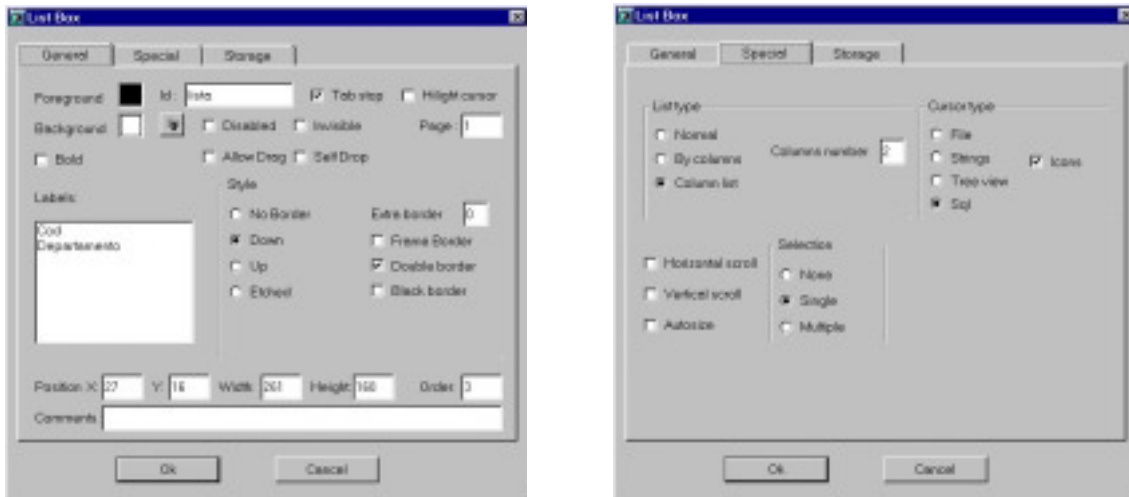 List Box
General Special Storage
Foreground Id : lista Tab stop Hilight cursor
Background Disabled Invisible Page : 1
Bold Allow Drag Self Drop
Labels: Style
Cod
Departamento
No Border Extra border 0
Down Frame Border
Up Double border
Etched Black border
Position X: 27 Y: 16 Width: 261 Height: 160 Order: 3
Comments
Ok Cancel
List Box
General Special Storage
List type Cursor type
Normal File
By columns Columns number 2 Strings Icons
Column list Tree view
Sql
Selection
Horizontal scroll None
Vertical scroll Single
Autosize Multiple
Ok Cancel